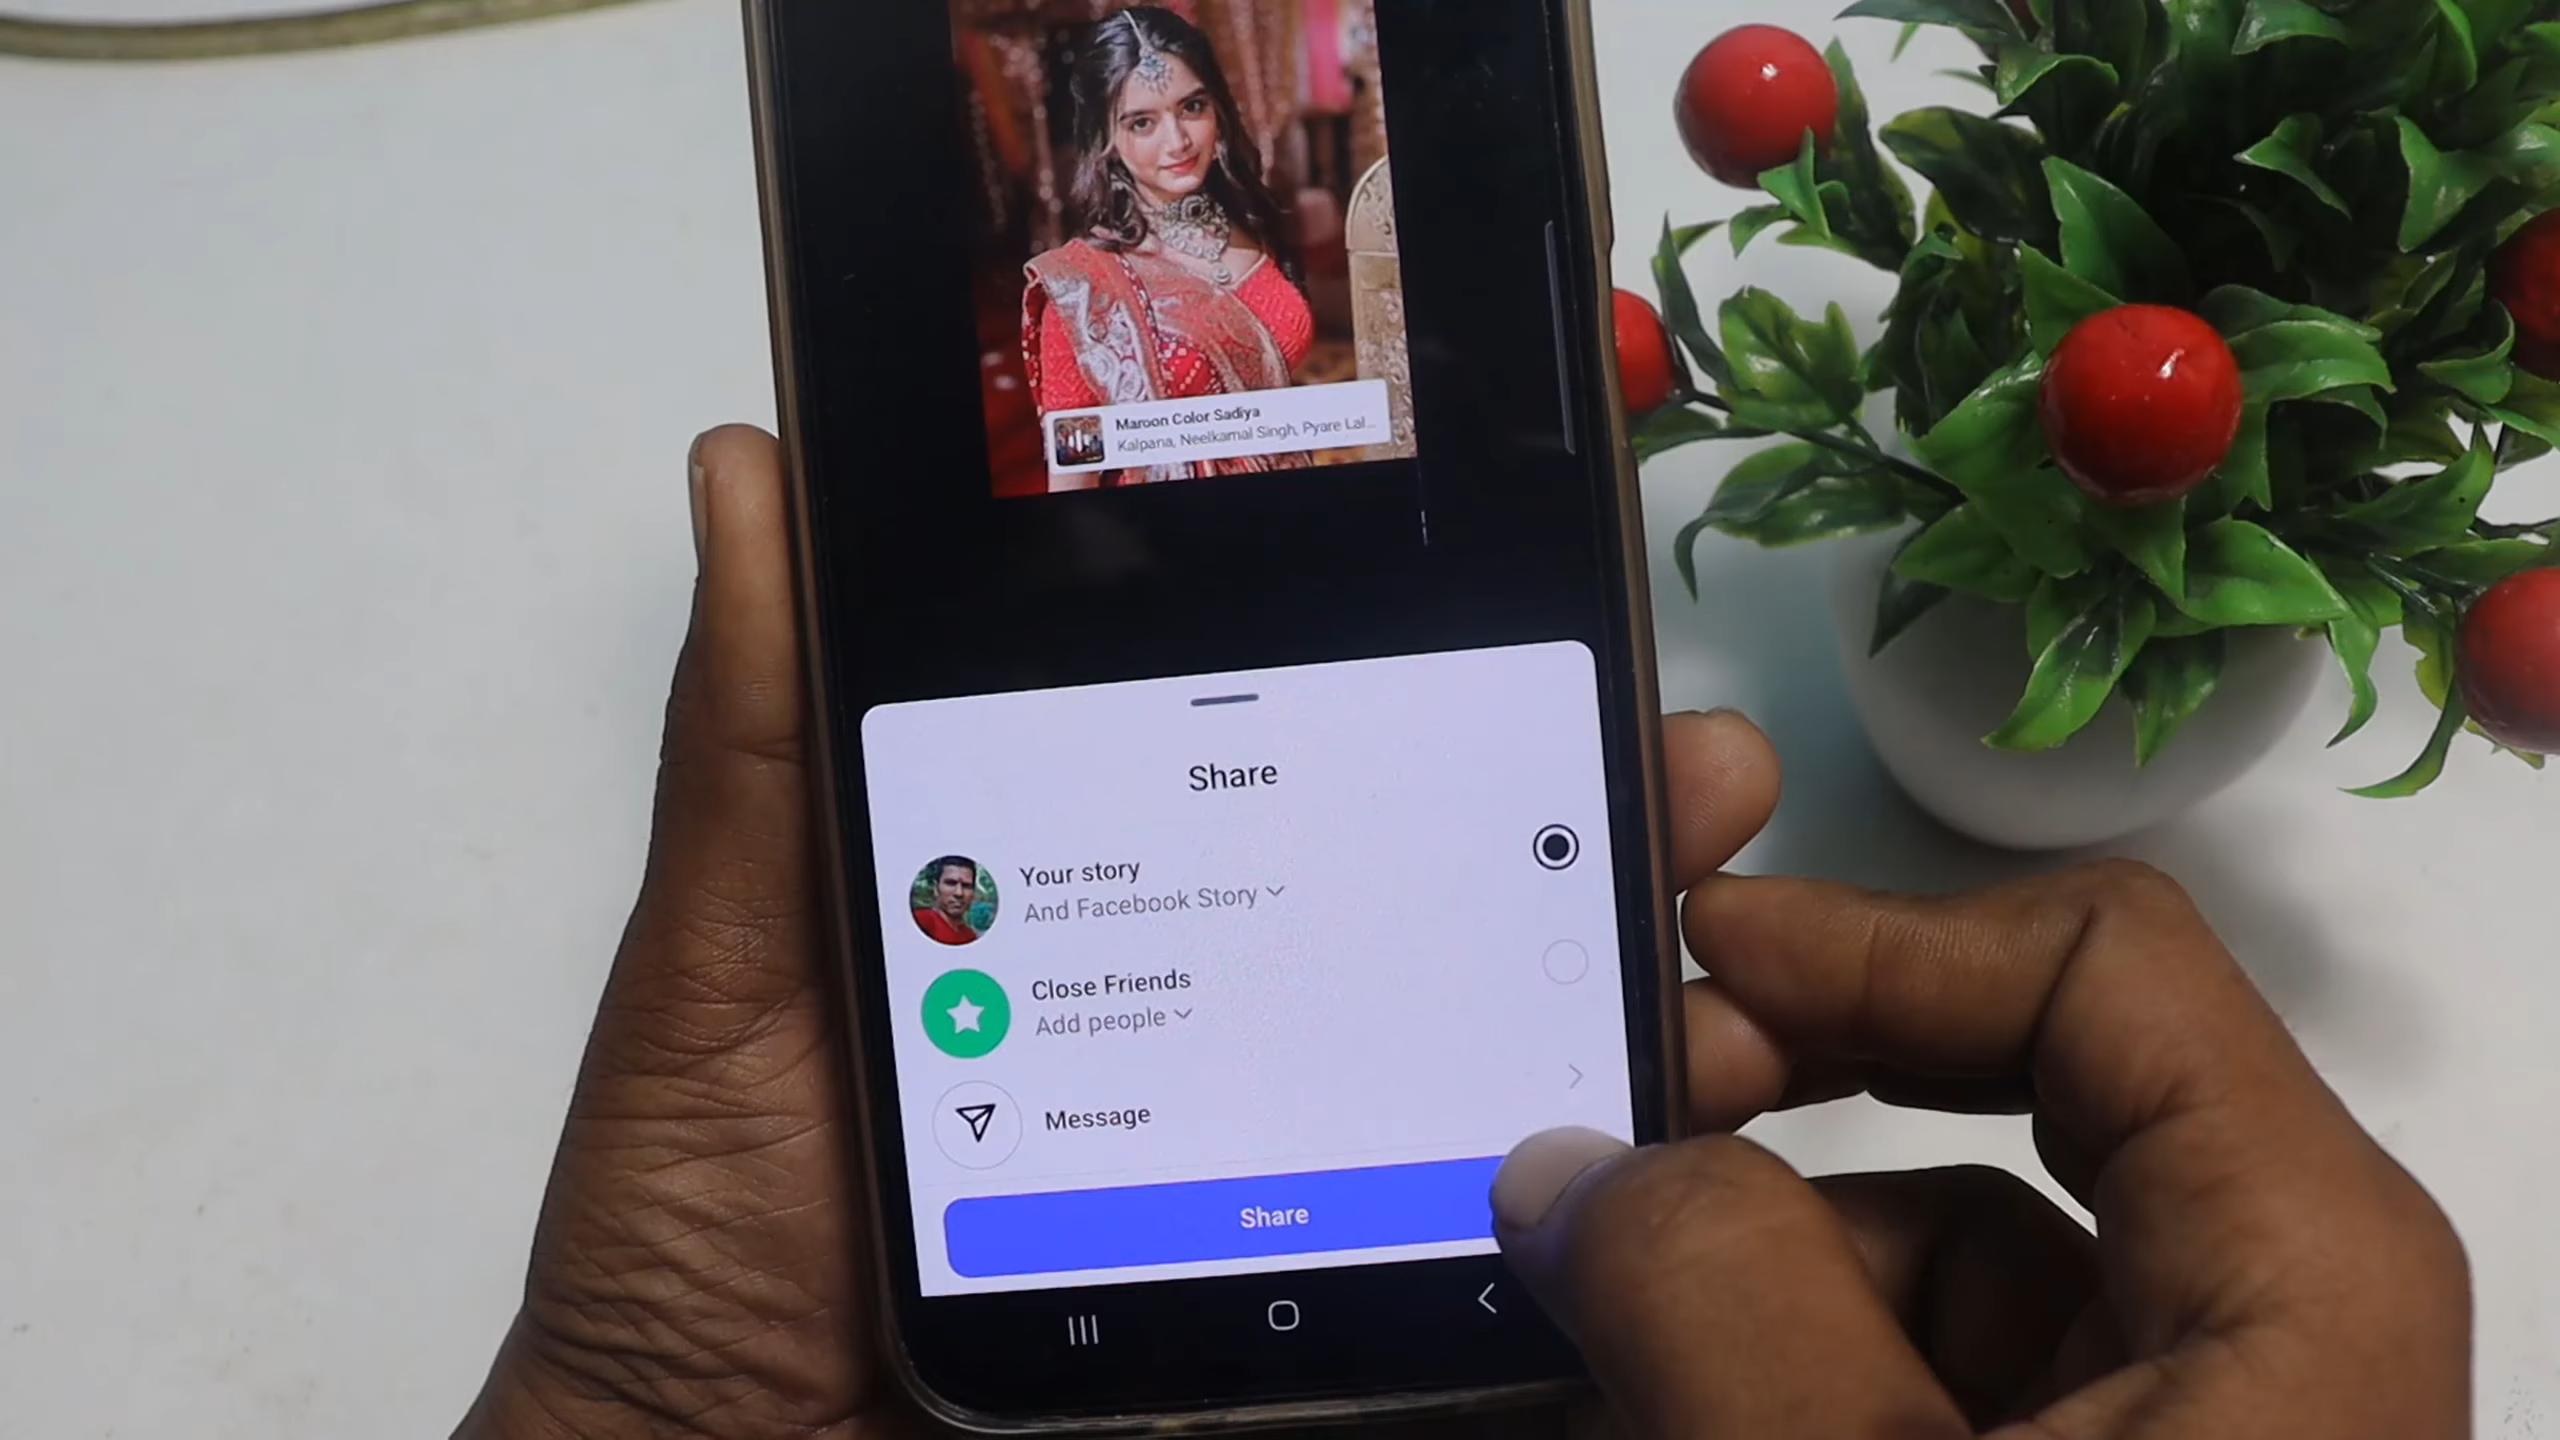 Maroon Color Sadiya
Kalpana, Neelkamal Singh, Pyare Lal...
Share
Your story
And Facebook Story
Close Friends
Add people
Message
Share